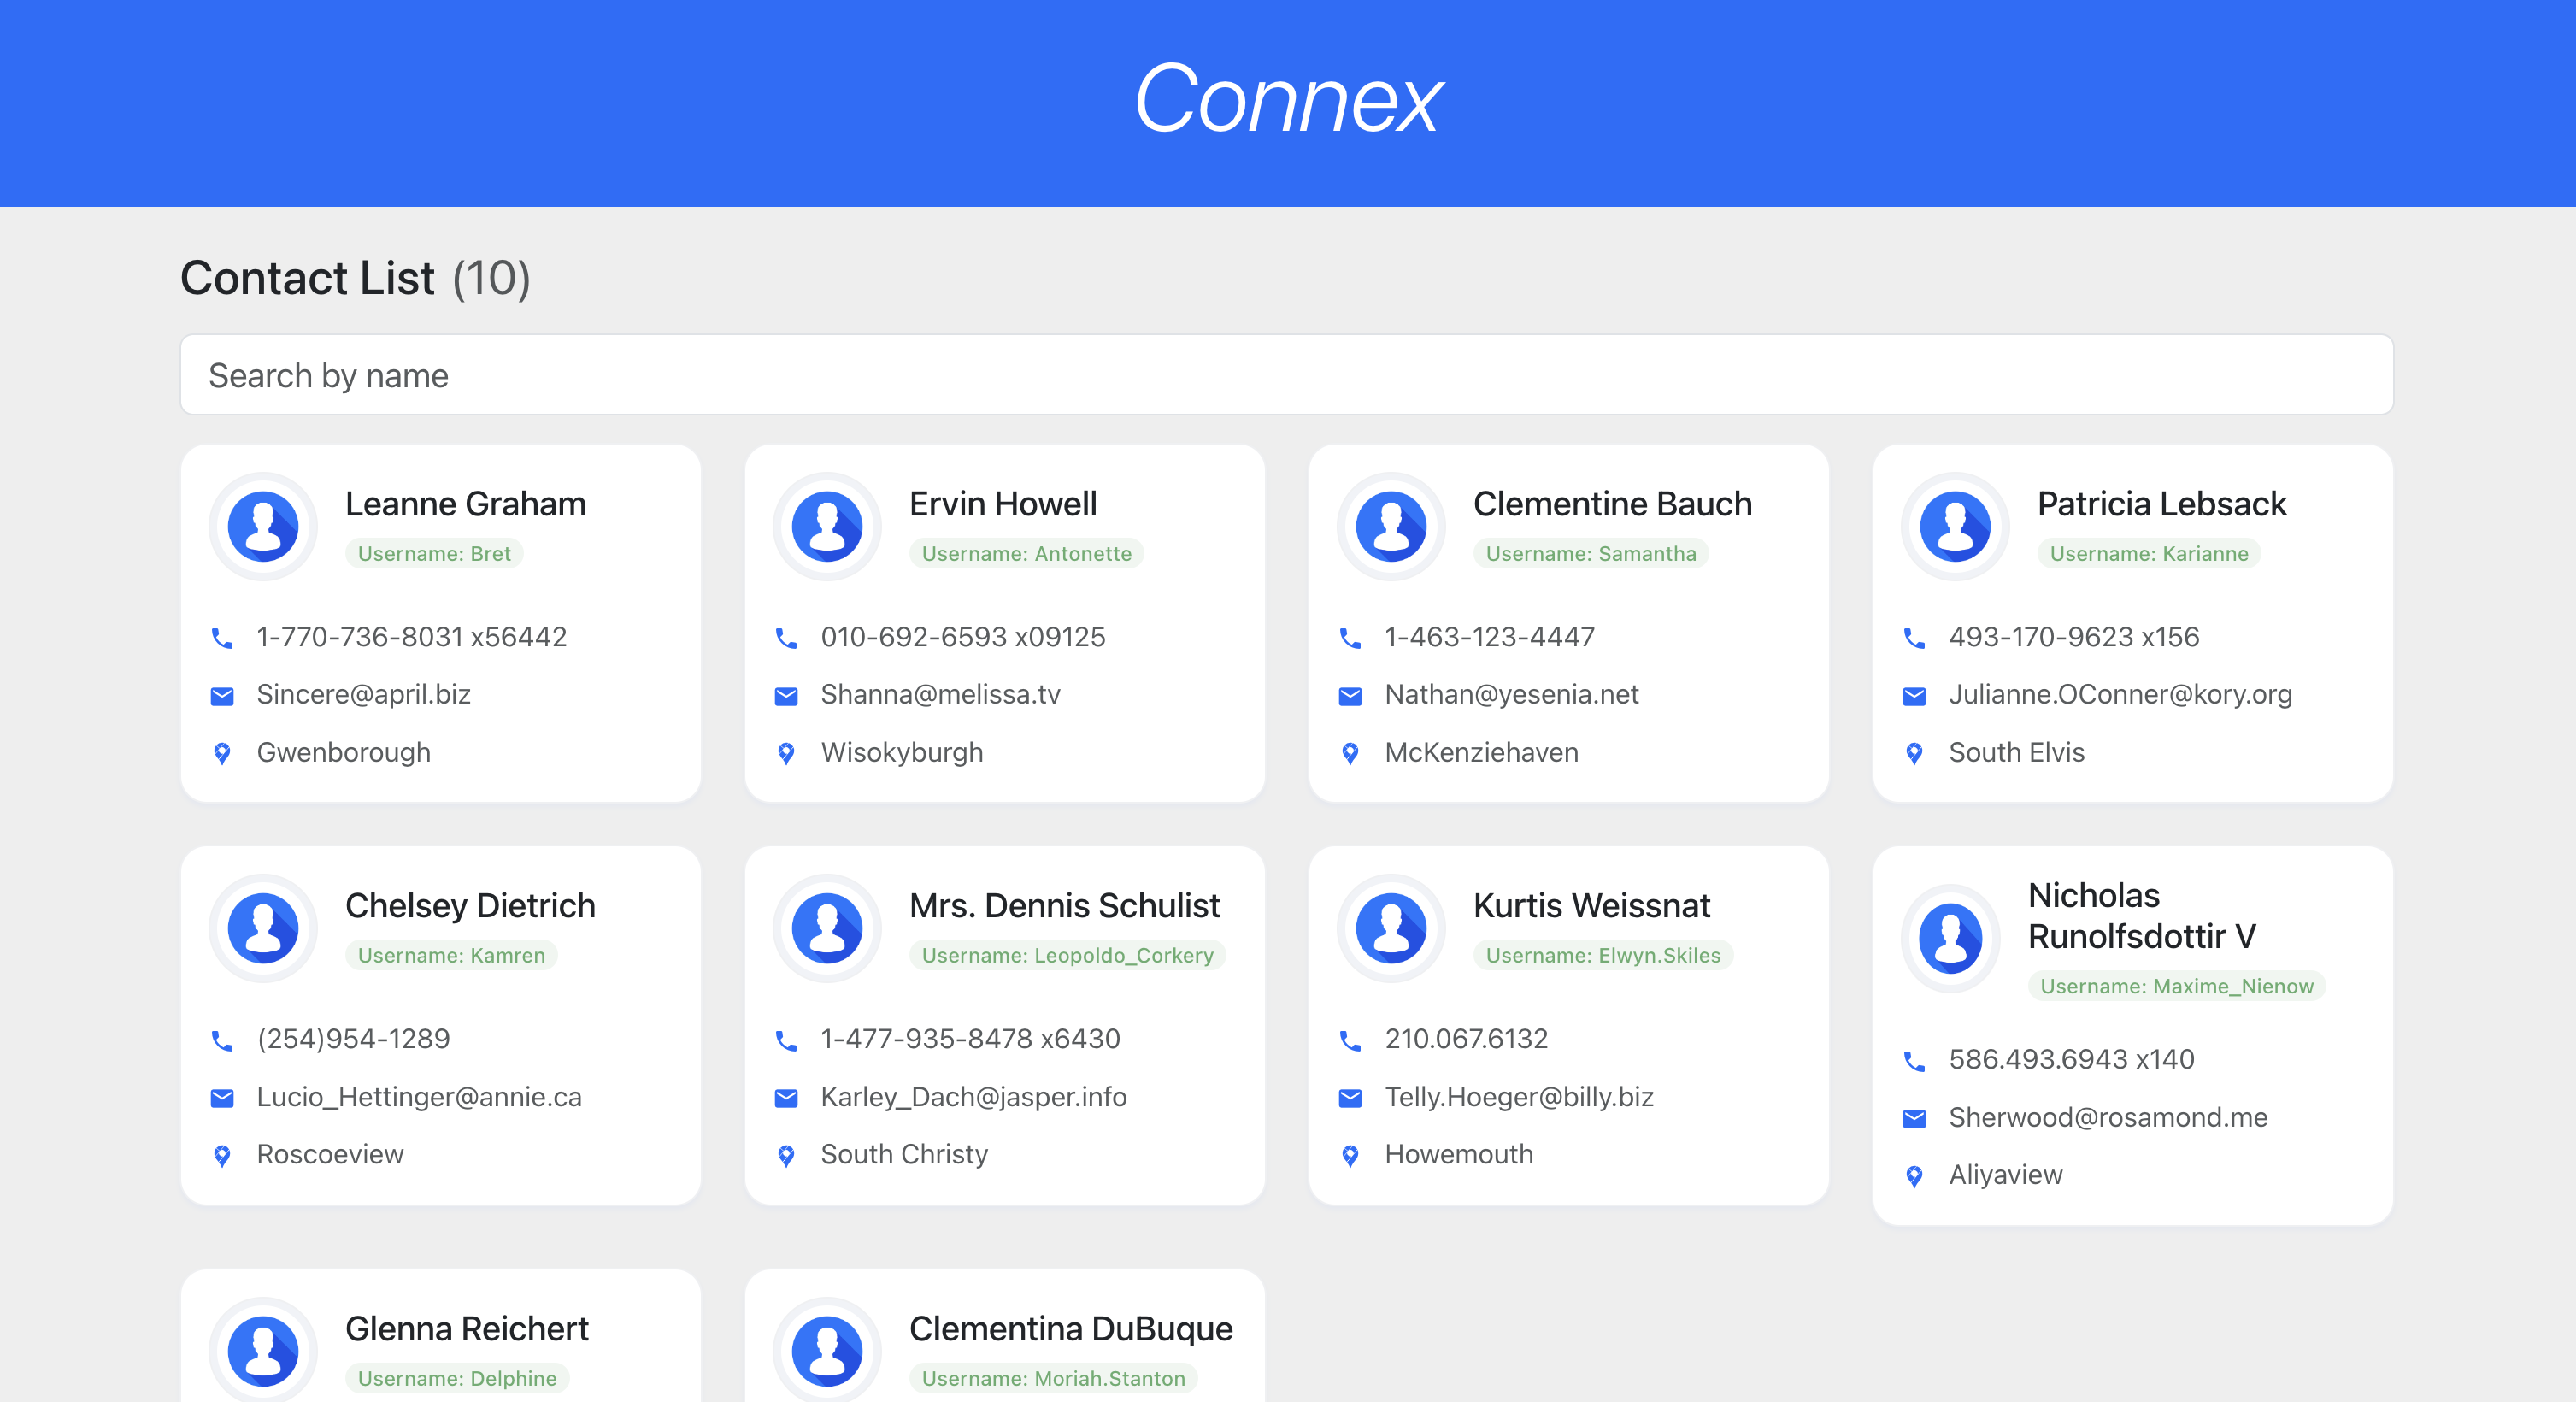 Connex
Contact List (10)
Search by name
Leanne Graham
Username: Bret
1-770-736-8031 x56442
Sincere@april.biz
Gwenborough
Ervin Howell
Username: Antonette
010-692-6593 x09125
Shanna@melissa.tv
Wisokyburgh
Clementine Bauch
Username: Samantha
1-463-123-4447
Nathan@yesenia.net
McKenziehaven
Patricia Lebsack
Username: Karianne
493-170-9623 x156
Julianne.OConner@kory.org
South Elvis
Chelsey Dietrich
Username: Kamren
(254)954-1289
Lucio_Hettinger@annie.ca
Roscoeview
Mrs. Dennis Schulist
Username: Leopoldo_Corkery
1-477-935-8478 x6430
Karley_Dach@jasper.info
South Christy
Kurtis Weissnat
Username: Elwyn.Skiles
210.067.6132
Telly.Hoeger@billy.biz
Howemouth
Nicholas
Runolfsdottir V
Username: Maxime_Nienow
586.493.6943 x140
Sherwood@rosamond.me
Aliyaview
Glenna Reichert
Username: Delphine
Clementina DuBuque
Username: Moriah.Stanton